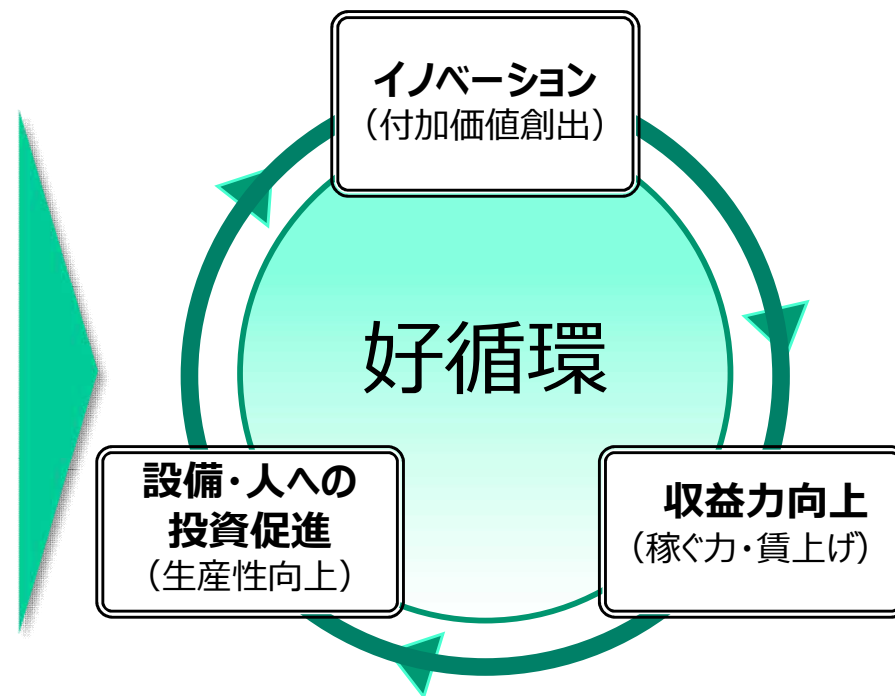 イノベーション
（付加価値創出）
好循環
設備・人への
投資促進
（生産性向上）
収益力向上
（稼ぐ力・賃上げ）